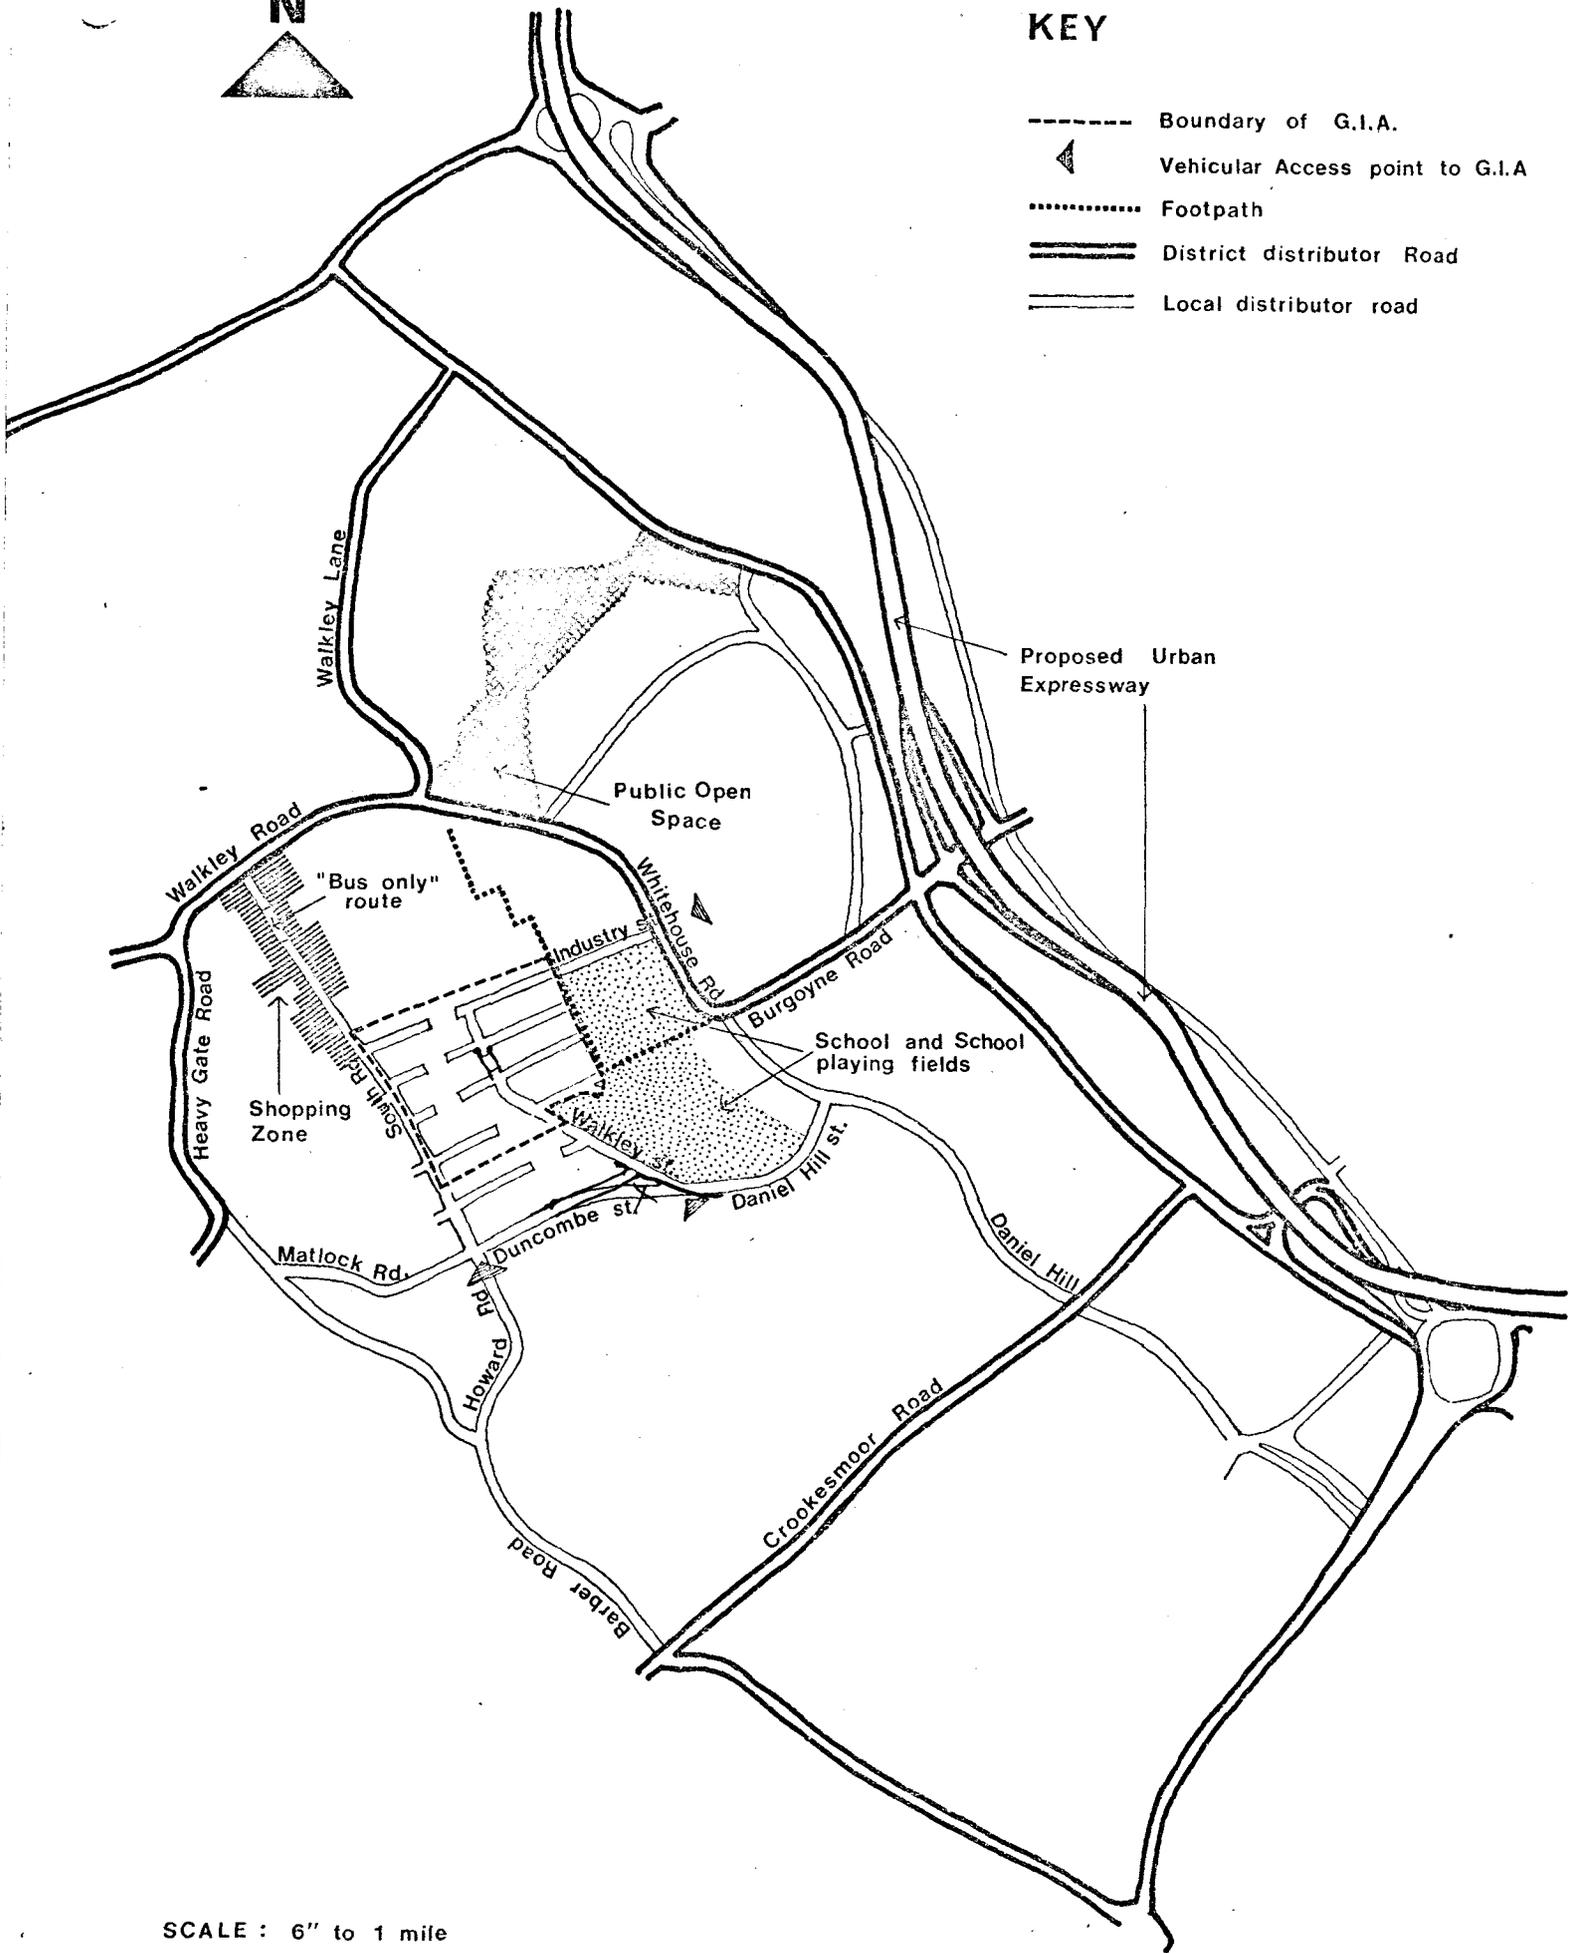 N
KEY
Boundary of G.I.A.
Vehicular Access point to G.I.A
Footpath
District distributor Road
Local distributor road
Walkley Lane
Proposed Urban
Expressway
Public Open
Space
Walkley Road
"Bus only"
route
Whitehouse Rd
Industry S
Burgoyne Road
Heavy Gate Road
School and School
playing fields
South Rd
Shopping
Zone
Walkley st.
Daniel Hill st.
Duncombe st.
Daniel Hill
Matlock Rd.
Howard Rd
Crookesmoor Road
Barber Road
SCALE : 6" to 1 mile